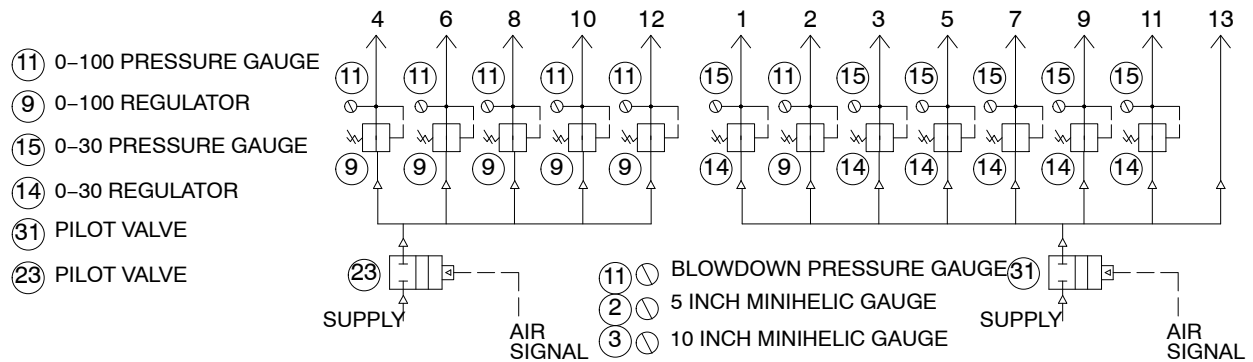 4 6 8 10 12 1 2 3 5 7 9 11 13
11 0–100 PRESSURE GAUGE
9 0–100 REGULATOR
15 0–30 PRESSURE GAUGE
14 0–30 REGULATOR
31 PILOT VALVE
23 PILOT VALVE
11 11 11 11 11 15 11 15 15 15 15 15
9 9 9 9 9 14 9 14 14 14 14 14
23
SUPPLY
AIR
SIGNAL
11 BLOWDOWN PRESSURE GAUGE
2 5 INCH MINIHELIC GAUGE
3 10 INCH MINIHELIC GAUGE
31
SUPPLY
AIR
SIGNAL